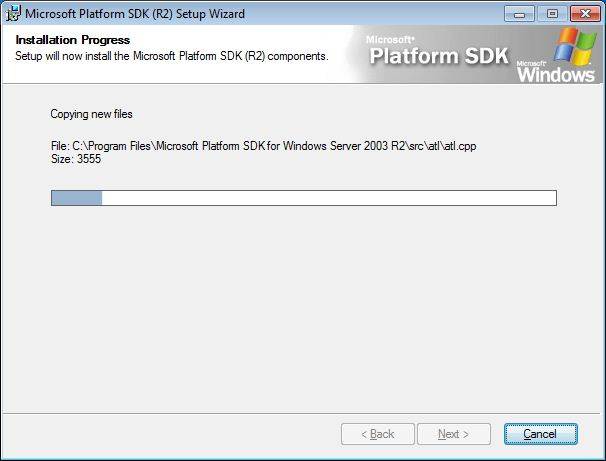 Microsoft Platform SDK (R2) Setup Wizard
Installation Progress
Setup will now install the Microsoft Platform SDK (R2) components.
Microsoft®
Platform SDK
Microsoft®
Windows
Copying new files
File: C:\Program Files\Microsoft Platform SDK for Windows Server 2003 R2\src\atl\atl.cpp
Size: 3555
< Back
Next >
Cancel